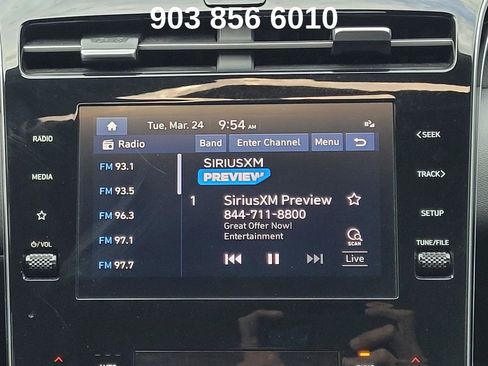 903 856 6010
Tue, Mar. 24
9:54 AM
Radio
Band
Enter Channel
Menu
RADIO
MEDIA
/VOL
FM 93.1
FM 93.5
FM 96.3
FM 97.1
FM 97.7
SIRIUSXM
PREVIEW
1
SiriusXM Preview
844-711-8800
Great Offer Now!
Entertainment
SCAN
Live
< SEEK
TRACK >
SETUP
TUNE/FILE
AUTO